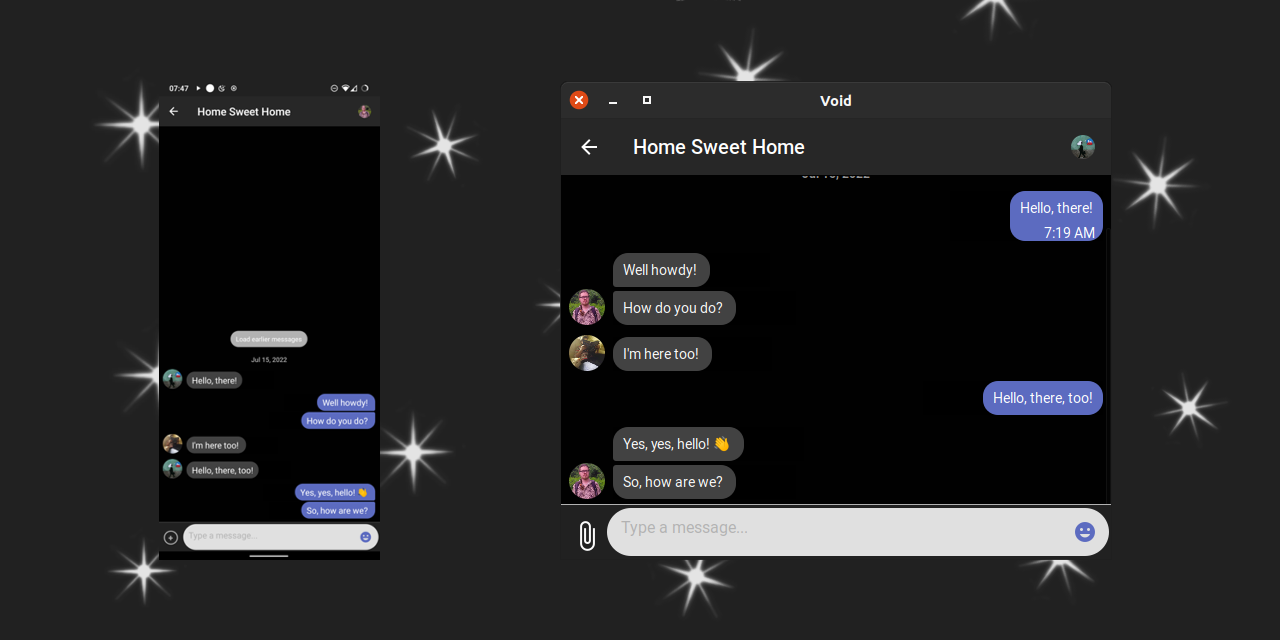 07:47
Home Sweet Home
Load earlier messages
Jul 15, 2022
Hello, there!
Well howdy!
How do you do?
I'm here too!
Hello, there, too!
Yes, yes, hello! 👋
So, how are we?
Type a message...
Void
Home Sweet Home
Jul 15, 2022
Hello, there!
7:19 AM
Well howdy!
How do you do?
I'm here too!
Hello, there, too!
Yes, yes, hello! 👋
So, how are we?
Type a message...